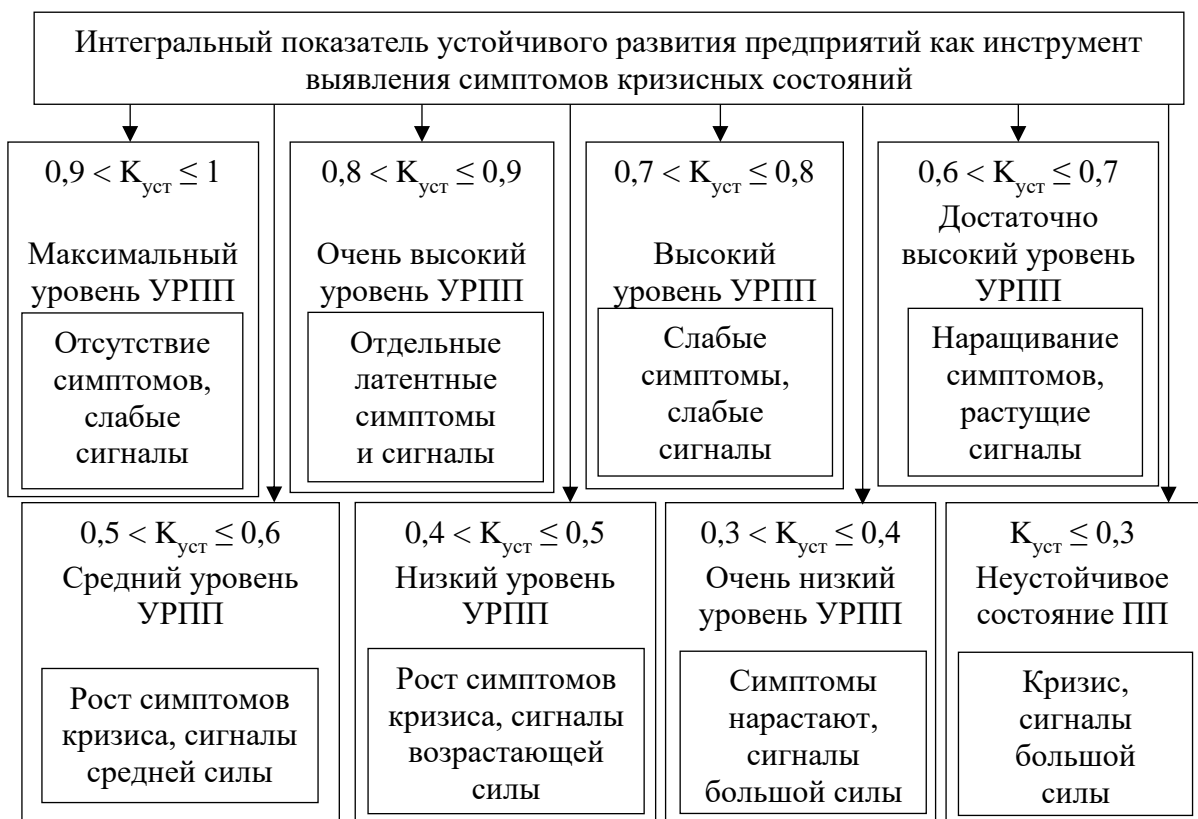 Интегральный показатель устойчивого развития предприятий как инструмент
выявления симптомов кризисных состояний
0,9 < Kуст ≤ 1
Максимальный
уровень УРПП
Отсутствие
симптомов,
слабые
сигналы
0,8 < Kуст ≤ 0,9
Очень высокий
уровень УРПП
Отдельные
латентные
симптомы
и сигналы
0,7 < Kуст ≤ 0,8
Высокий
уровень УРПП
Слабые
симптомы,
слабые
сигналы
0,6 < Kуст ≤ 0,7
Достаточно
высокий уровень
УРПП
Наращивание
симптомов,
растущие
сигналы
0,5 < Kуст ≤ 0,6
Средний уровень
УРПП
Рост симптомов
кризиса, сигналы
средней силы
0,4 < Kуст ≤ 0,5
Низкий уровень
УРПП
Рост симптомов
кризиса, сигналы
возрастающей
силы
0,3 < Kуст ≤ 0,4
Очень низкий
уровень УРПП
Симптомы
нарастают,
сигналы
большой силы
Kуст ≤ 0,3
Неустойчивое
состояние ПП
Кризис,
сигналы
большой
силы